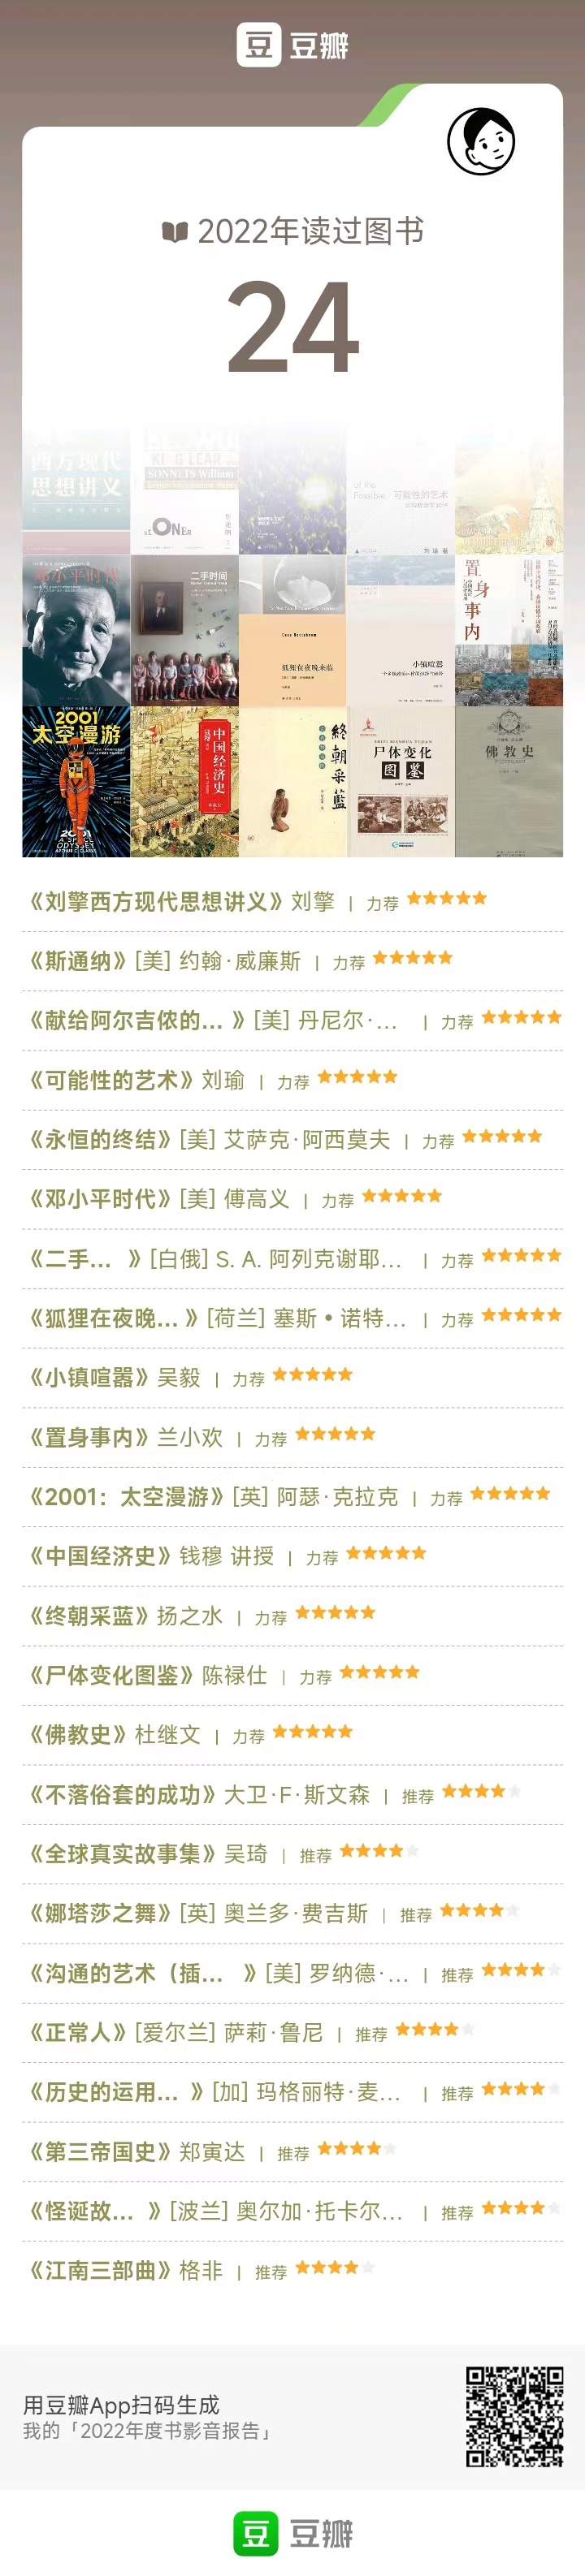 豆 豆瓣
2022年读过图书
24
西方现代
思想讲义
KING LEAR
SONNETS William
STONER
of the
Possible 可能性的艺术
刘瑜 著
邓小平时代
二手时间
Cees Nooteboom
狐狸在夜晚来临
小镇喧嚣
置身事内
2001
太空漫游
2001
A SPACE
ODYSSEY
中国经济史
终朝采蓝
尸体变化
图鉴
佛教史
《刘擎西方现代思想讲义》刘擎 | 力荐
《斯通纳》[美] 约翰·威廉斯 | 力荐
《献给阿尔吉侬的... 》[美] 丹尼尔·... | 力荐
《可能性的艺术》刘瑜 | 力荐
《永恒的终结》[美] 艾萨克·阿西莫夫 | 力荐
《邓小平时代》[美] 傅高义 | 力荐
《二手... 》[白俄] S. A. 阿列克谢耶... | 力荐
《狐狸在夜晚... 》[荷兰] 塞斯 • 诺特... | 力荐
《小镇喧嚣》吴毅 | 力荐
《置身事内》兰小欢 | 力荐
《2001：太空漫游》[英] 阿瑟·克拉克 | 力荐
《中国经济史》钱穆 讲授 | 力荐
《终朝采蓝》扬之水 | 力荐
《尸体变化图鉴》陈禄仕 | 力荐
《佛教史》杜继文 | 力荐
《不落俗套的成功》大卫·F·斯文森 | 推荐
《全球真实故事集》吴琦 | 推荐
《娜塔莎之舞》[英] 奥兰多·费吉斯 | 推荐
《沟通的艺术（插... 》[美] 罗纳德·... | 推荐
《正常人》[爱尔兰] 萨莉·鲁尼 | 推荐
《历史的运用... 》[加] 玛格丽特·麦... | 推荐
《第三帝国史》郑寅达 | 推荐
《怪诞故... 》[波兰] 奥尔加·托卡尔... | 推荐
《江南三部曲》格非 | 推荐
用豆瓣App扫码生成
我的「2022年度书影音报告」
豆 豆瓣